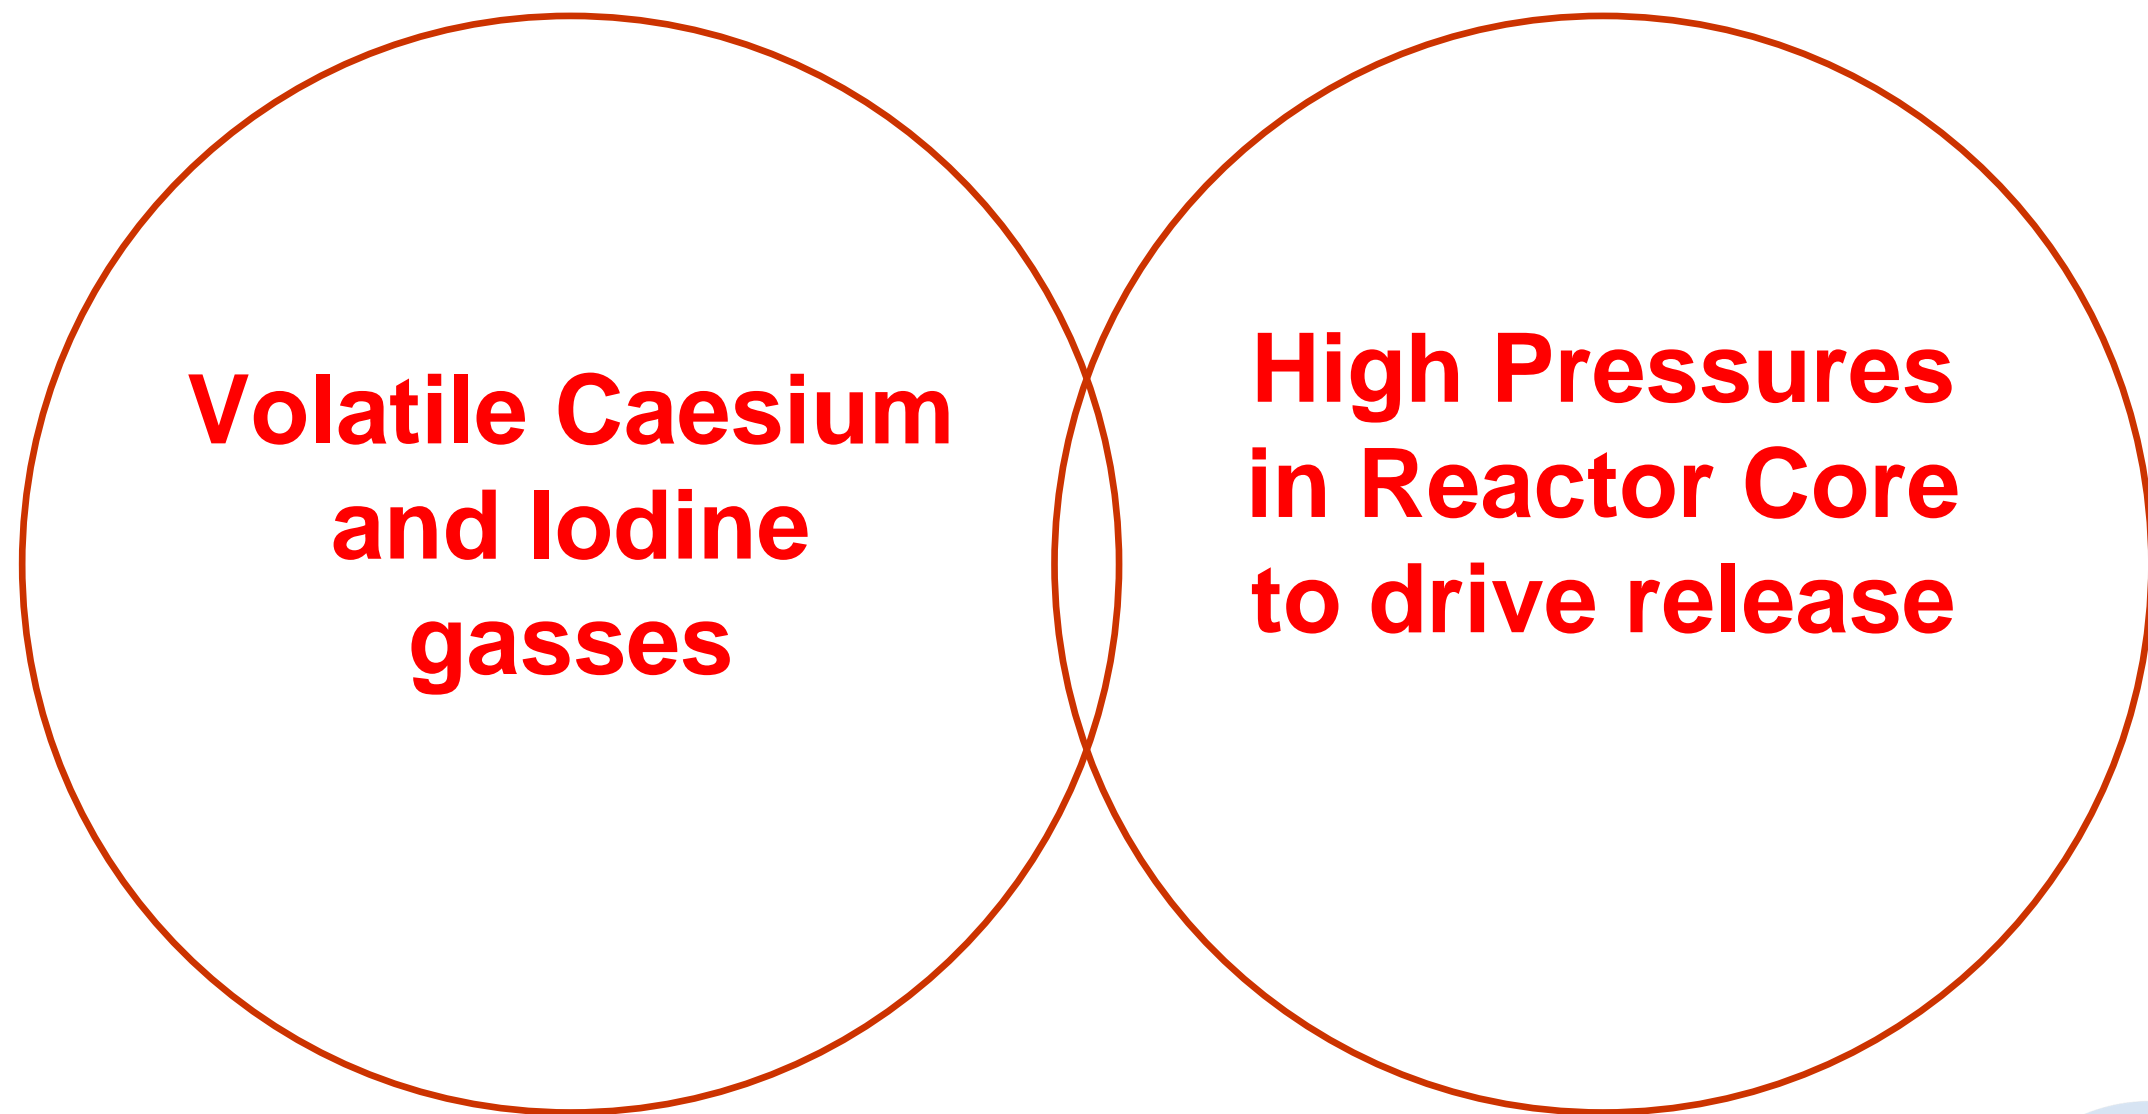 Volatile Caesium
and Iodine
gasses
High Pressures
in Reactor Core
to drive release